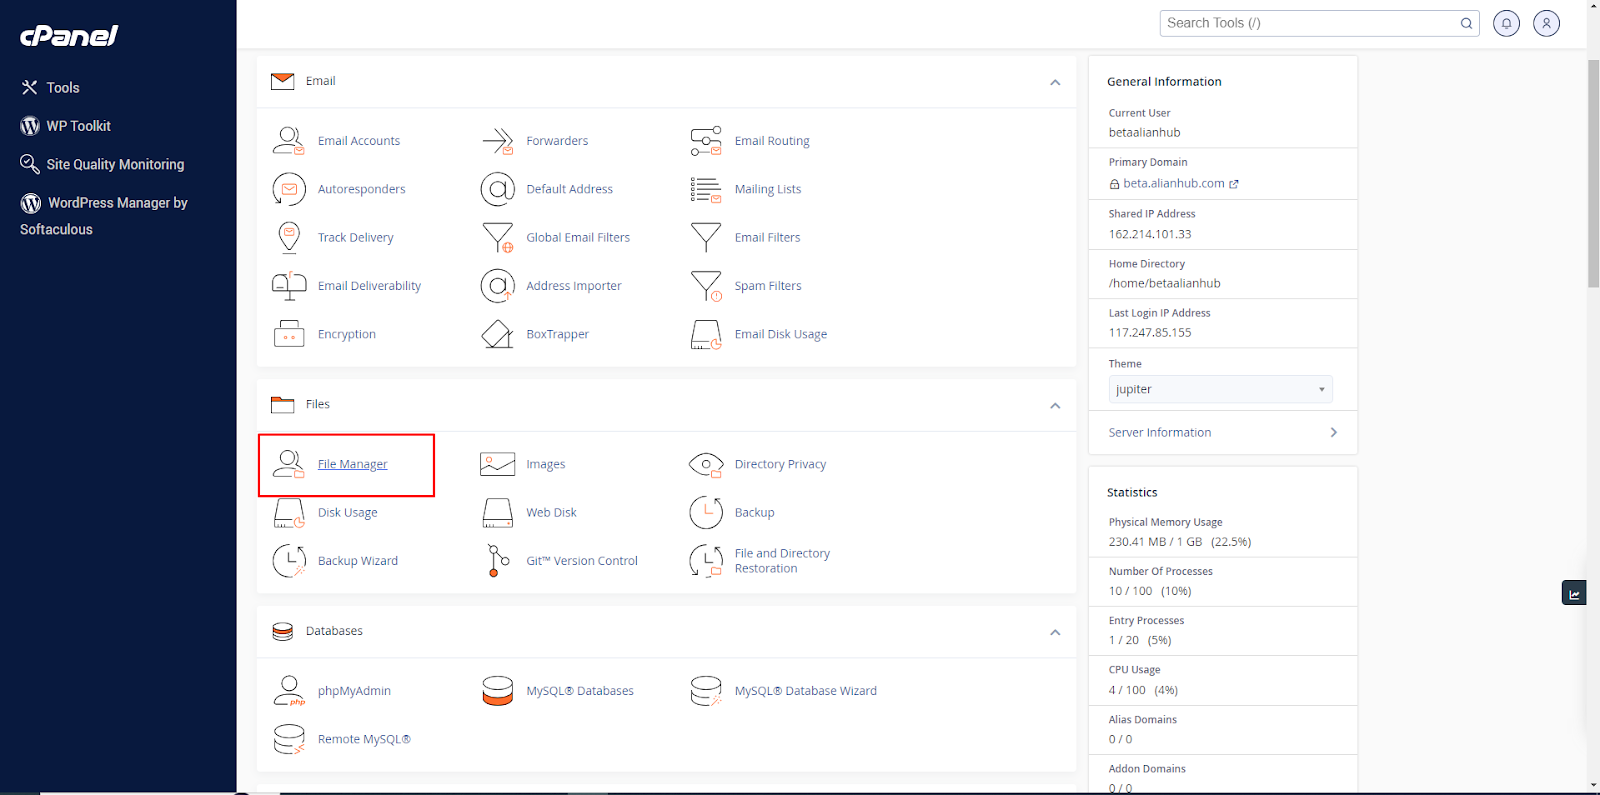 cPanel
Tools
WP Toolkit
Site Quality Monitoring
WordPress Manager by
Softaculous
Search Tools (/)
Email
Email Accounts
Forwarders
Email Routing
Autoresponders
Default Address
Mailing Lists
Track Delivery
Global Email Filters
Email Filters
Email Deliverability
Address Importer
Spam Filters
Encryption
BoxTrapper
Email Disk Usage
Files
File Manager
Images
Directory Privacy
Disk Usage
Web Disk
Backup
Backup Wizard
Git™ Version Control
File and Directory
Restoration
Databases
phpMyAdmin
php
MySQL® Databases
MySQL® Database Wizard
Remote MySQL®
General Information
Current User
betaalianhub
Primary Domain
beta.alianhub.com
Shared IP Address
162.214.101.33
Home Directory
/home/betaalianhub
Last Login IP Address
117.247.85.155
Theme
jupiter
Server Information
Statistics
Physical Memory Usage
230.41 MB / 1 GB (22.5%)
Number Of Processes
10 / 100 (10%)
Entry Processes
1 / 20 (5%)
CPU Usage
4 / 100 (4%)
Alias Domains
0 / 0
Addon Domains
0 / 0